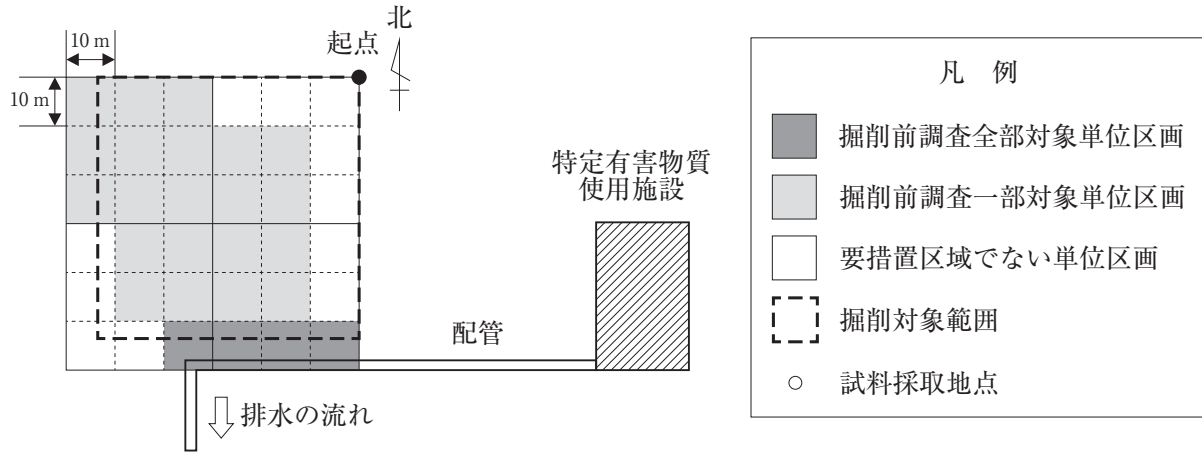 10 m
北
起点
10 m
特定有害物質
使用施設
配管
排水の流れ
凡 例
掘削前調査全部対象単位区画
掘削前調査一部対象単位区画
要措置区域でない単位区画
掘削対象範囲
試料採取地点